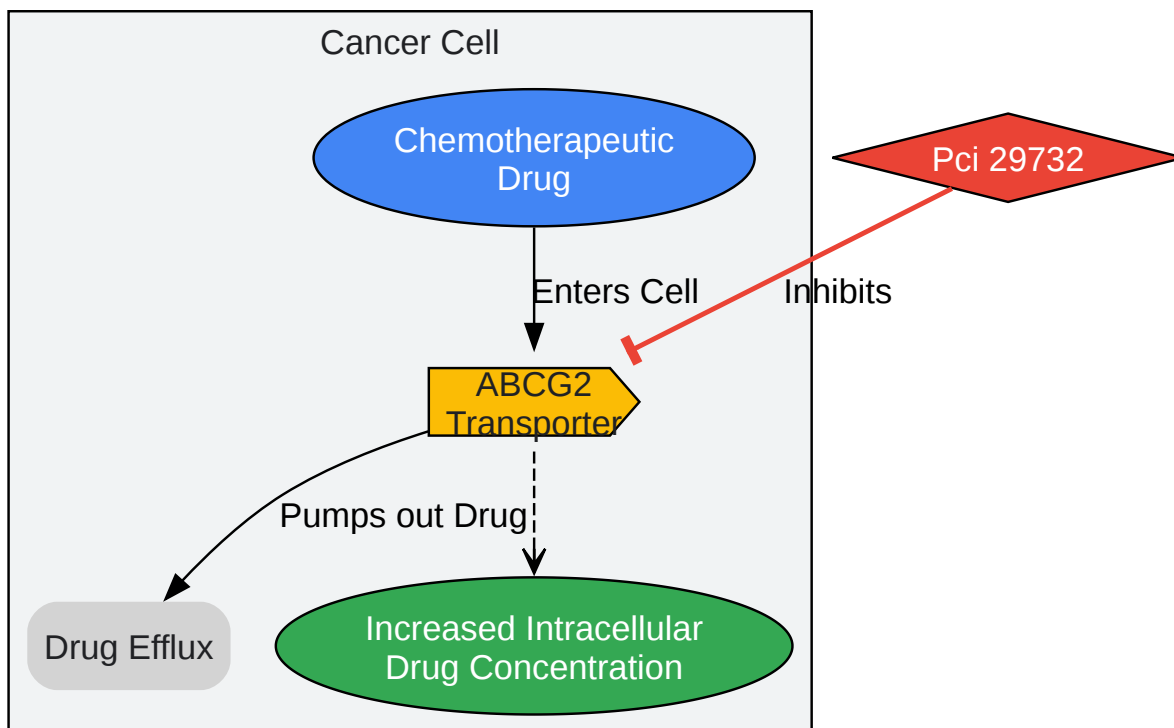 Cancer Cell
Chemotherapeutic
Drug
Pci 29732
Enters Cell
Inhibits
ABCG2
Transporter
Pumps out Drug
Drug Efflux
Increased Intracellular
Drug Concentration